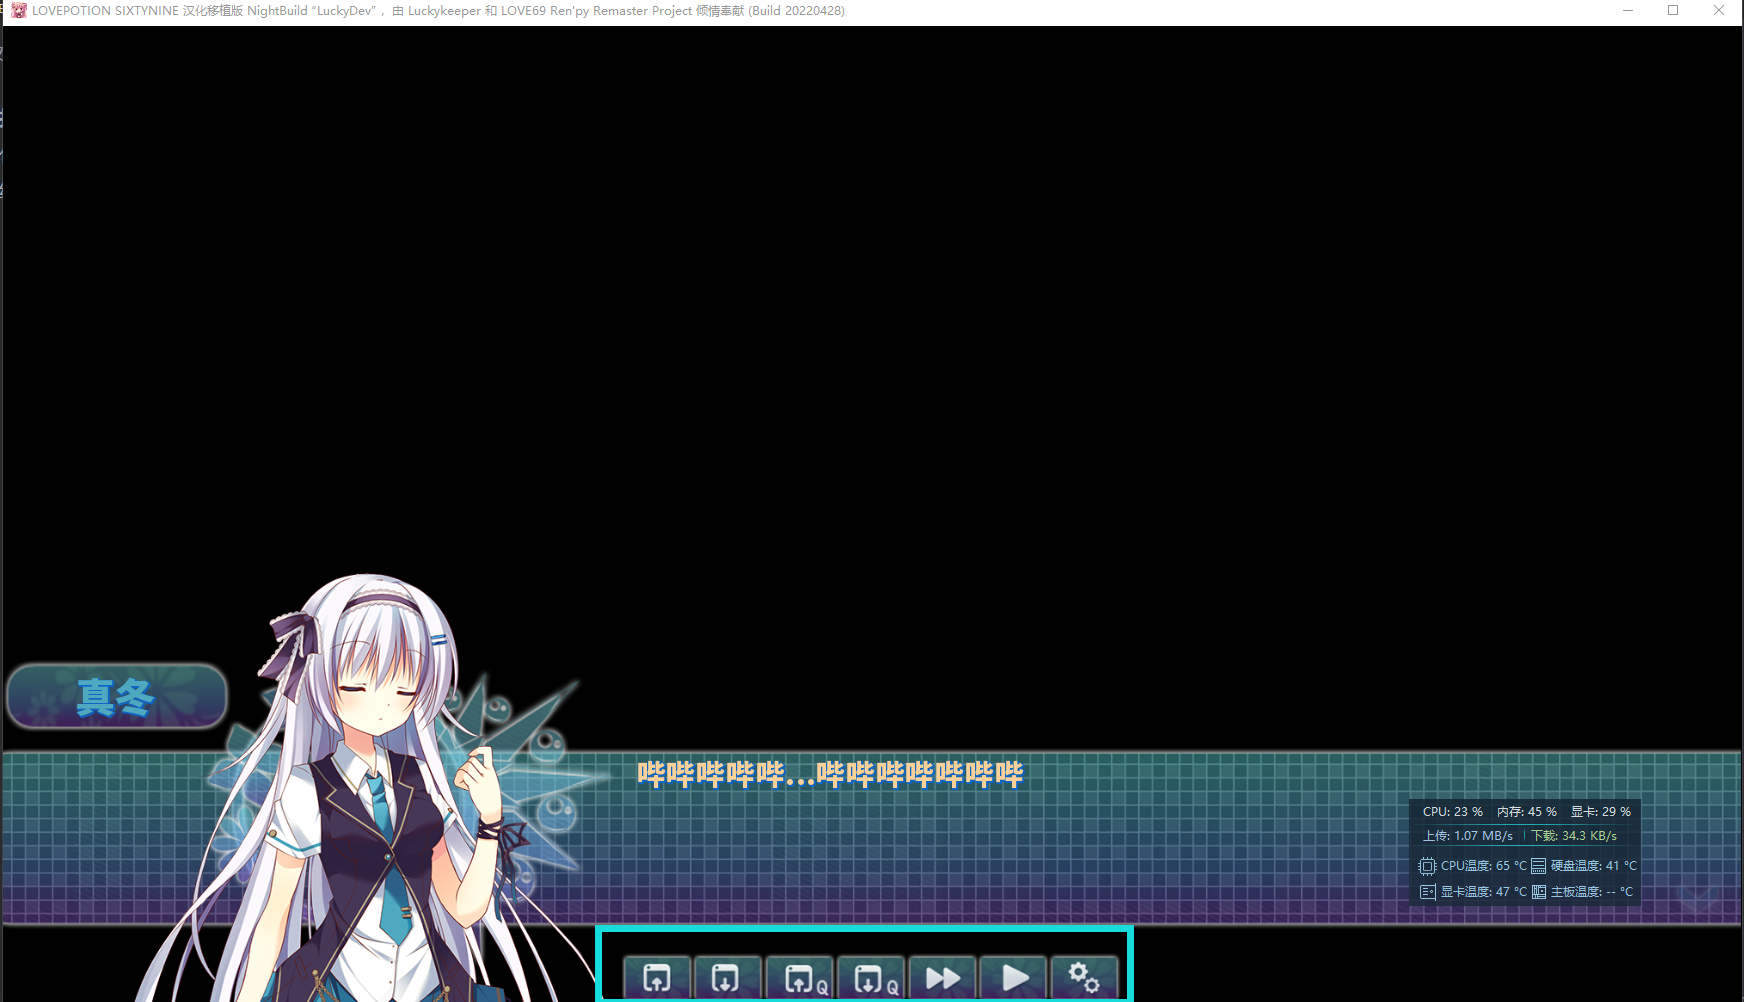 LOVEPOTION SIXTYNINE 汉化移植版 NightBuild “LuckyDev” ，由 Luckykeeper 和 LOVE69 Ren'py Remaster Project 倾情奉献 (Build 20220428)
真冬
哔哔哔哔哔...哔哔哔哔哔哔哔
CPU: 23 % 内存: 45 % 显卡: 29 %
上传: 1.07 MB/s 下载: 34.3 KB/s
CPU温度: 65 °C 硬盘温度: 41 °C
显卡温度: 47 °C 主板温度: -- °C
Q Q